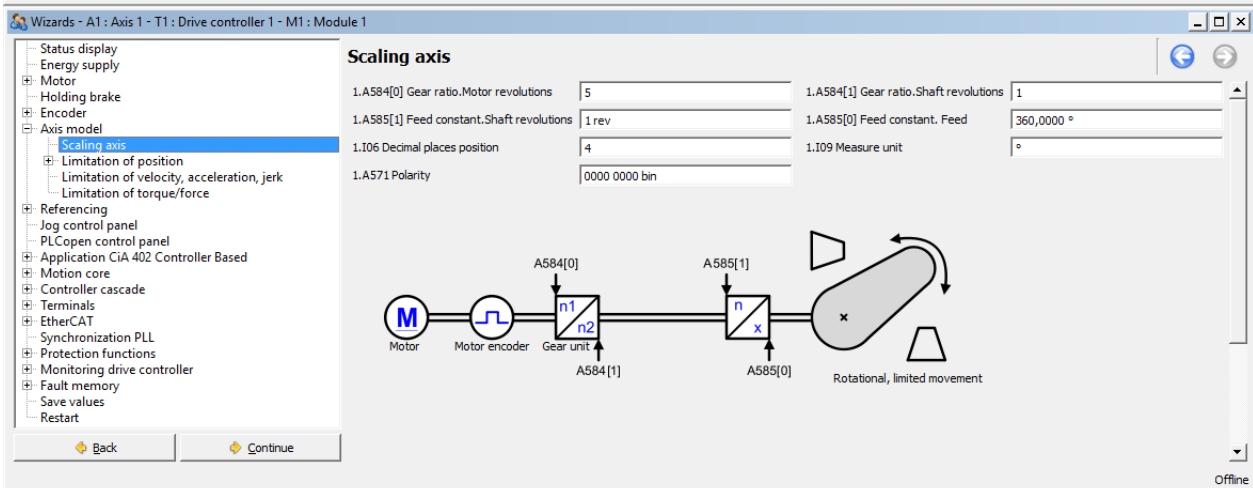 Wizards - A1 : Axis 1 - T1 : Drive controller 1 - M1 : Module 1
Status display
Energy supply
Motor
Holding brake
Encoder
Axis model
Scaling axis
Limitation of position
Limitation of velocity, acceleration, jerk
Limitation of torque/force
Referencing
Jog control panel
PLCopen control panel
Application CiA 402 Controller Based
Motion core
Controller cascade
Terminals
EtherCAT
Synchronization PLL
Protection functions
Monitoring drive controller
Fault memory
Save values
Restart
Back
Continue
Scaling axis
1.A584[0] Gear ratio.Motor revolutions 5
1.A584[1] Gear ratio.Shaft revolutions 1
1.A585[1] Feed constant.Shaft revolutions 1 rev
1.A585[0] Feed constant. Feed 360,0000 °
1.I06 Decimal places position 4
1.I09 Measure unit °
1.A571 Polarity 0000 0000 bin
A584[0]
A585[1]
M
n1
n2
n
x
Motor
Motor encoder
Gear unit
A584[1]
A585[0]
Rotational, limited movement
Offline